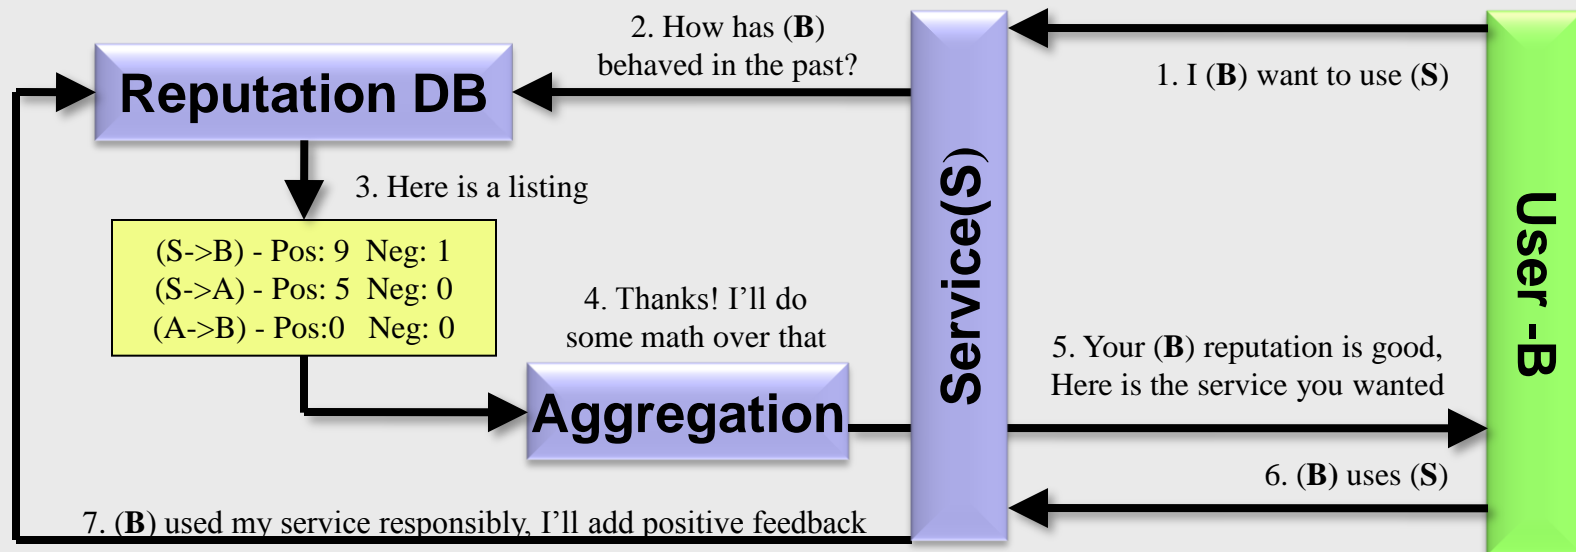 2. How has (B)
behaved in the past?
1. I (B) want to use (S)
Reputation DB
3. Here is a listing
(S->B) - Pos: 9 Neg: 1
(S->A) - Pos: 5 Neg: 0
(A->B) - Pos:0 Neg: 0
4. Thanks! I’ll do
some math over that
Aggregation
Service(S)
5. Your (B) reputation is good,
Here is the service you wanted
User -B
6. (B) uses (S)
7. (B) used my service responsibly, I’ll add positive feedback